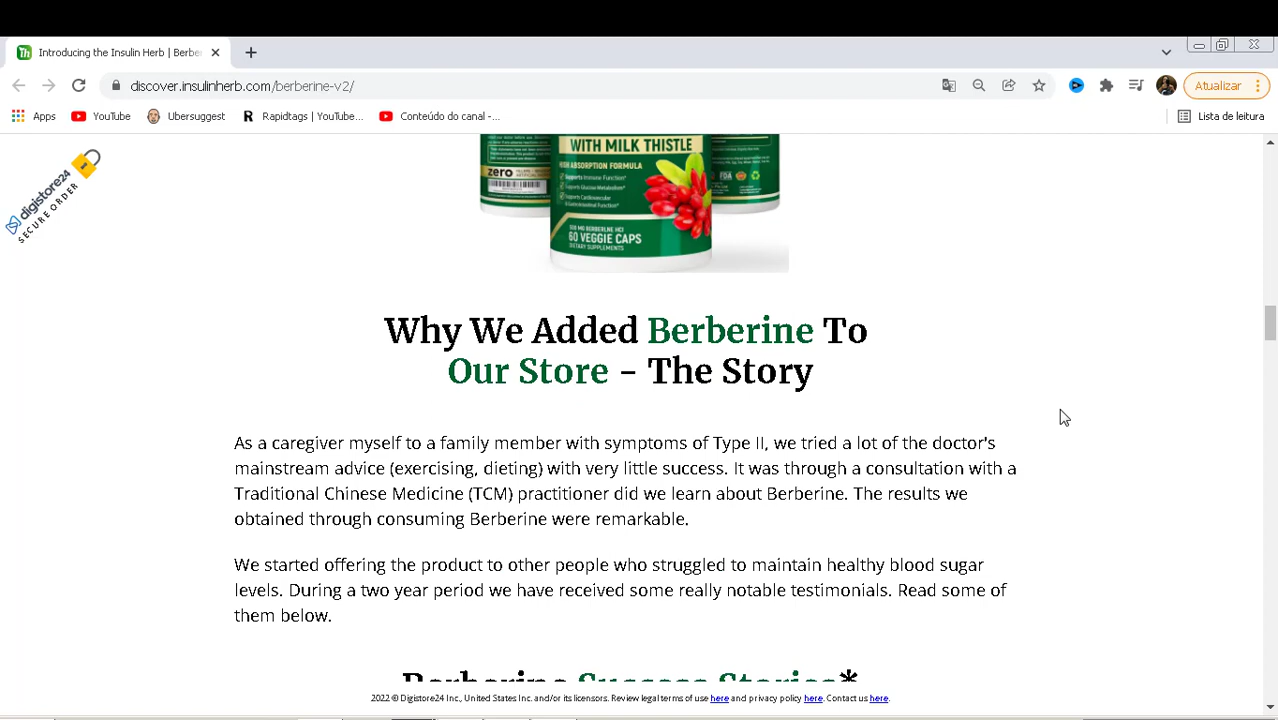 Introducing the Insulin Herb | Berbe
discover.insulinherb.com/berberine-v2/
Atualizar
Apps
YouTube
Ubersuggest
Rapidtags | YouTube...
Conteúdo do canal -...
Lista de leitura
digistore24
SECURE ORDER
WITH MILK THISTLE
HIGH ABSORPTION FORMULA
Supports Immune Function*
Supports Glucose Metabolism*
Supports Cardiovascular
& Gastrointestinal Function*
500 MG BERBERINE HCI
60 VEGGIE CAPS
DIETARY SUPPLEMENTS
zero
FDA
Why We Added Berberine To
Our Store - The Story
As a caregiver myself to a family member with symptoms of Type II, we tried a lot of the doctor's
mainstream advice (exercising, dieting) with very little success. It was through a consultation with a
Traditional Chinese Medicine (TCM) practitioner did we learn about Berberine. The results we
obtained through consuming Berberine were remarkable.
We started offering the product to other people who struggled to maintain healthy blood sugar
levels. During a two year period we have received some really notable testimonials. Read some of
them below.
Berberine Success Stories*
2022 © Digistore24 Inc., United States Inc. and/or its licensors. Review legal terms of use here and privacy policy here. Contact us here.